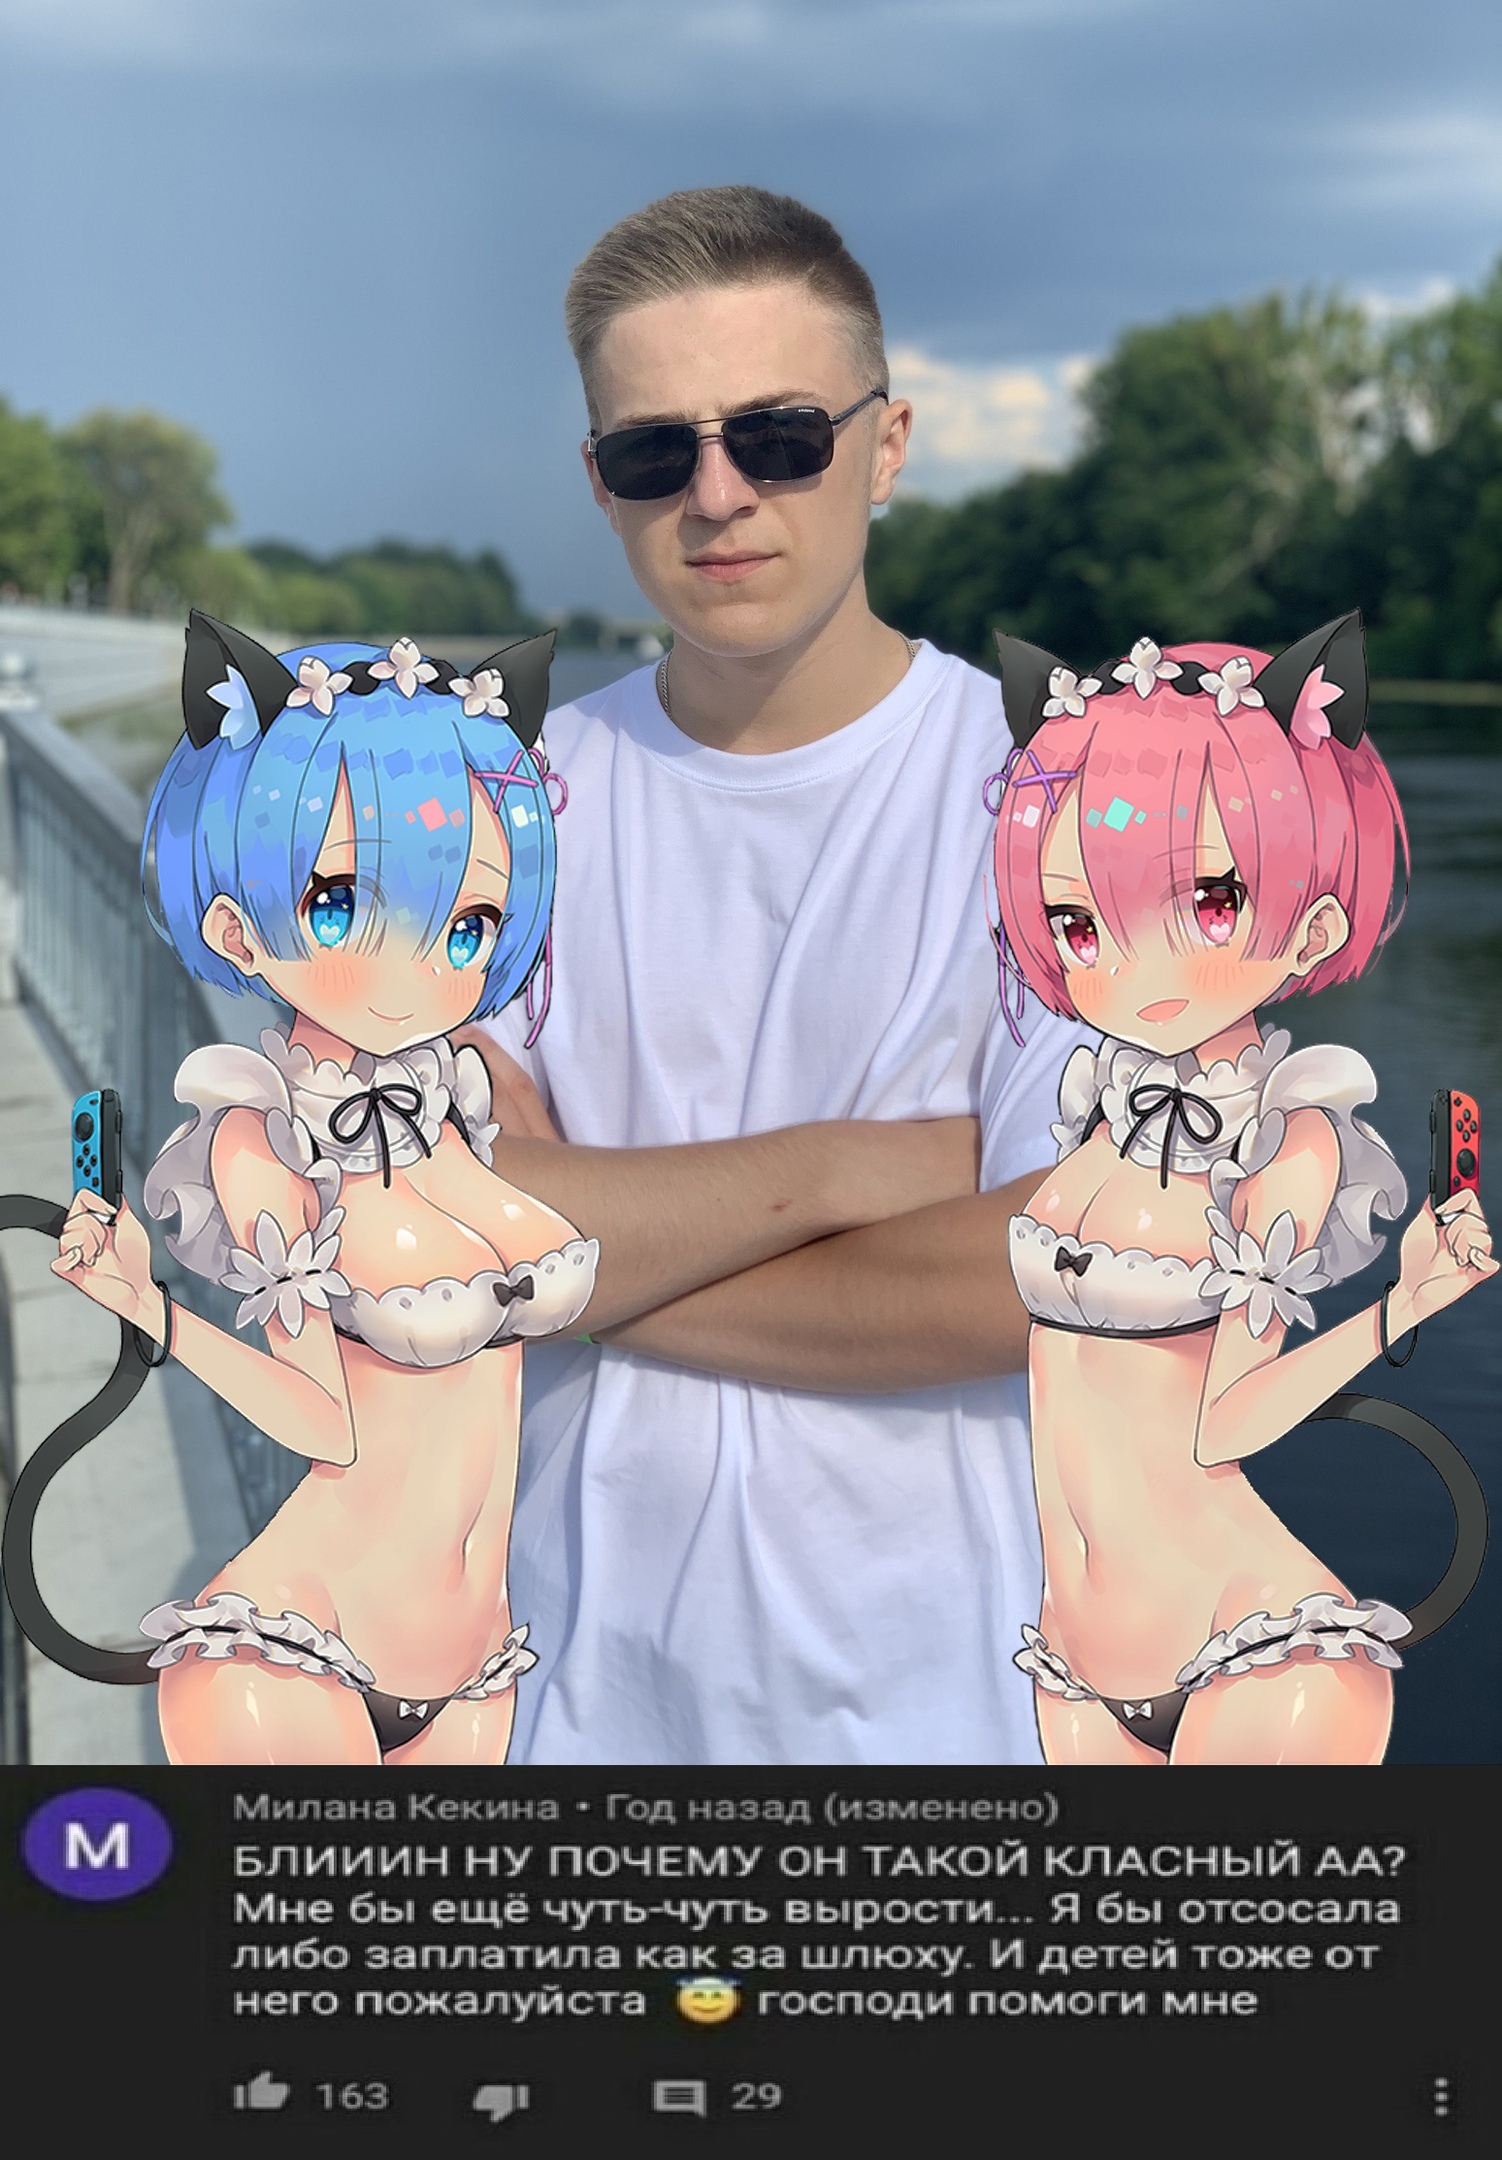 М
Милана Кекина • Год назад (изменено)
БЛИИИН НУ ПОЧЕМУ ОН ТАКОЙ КЛАСНЫЙ АА?
Мне бы ещё чуть-чуть вырости... Я бы отсосала
либо заплатила как за шлюху. И детей тоже от
него пожалуйста 😇 господи помоги мне
163
29